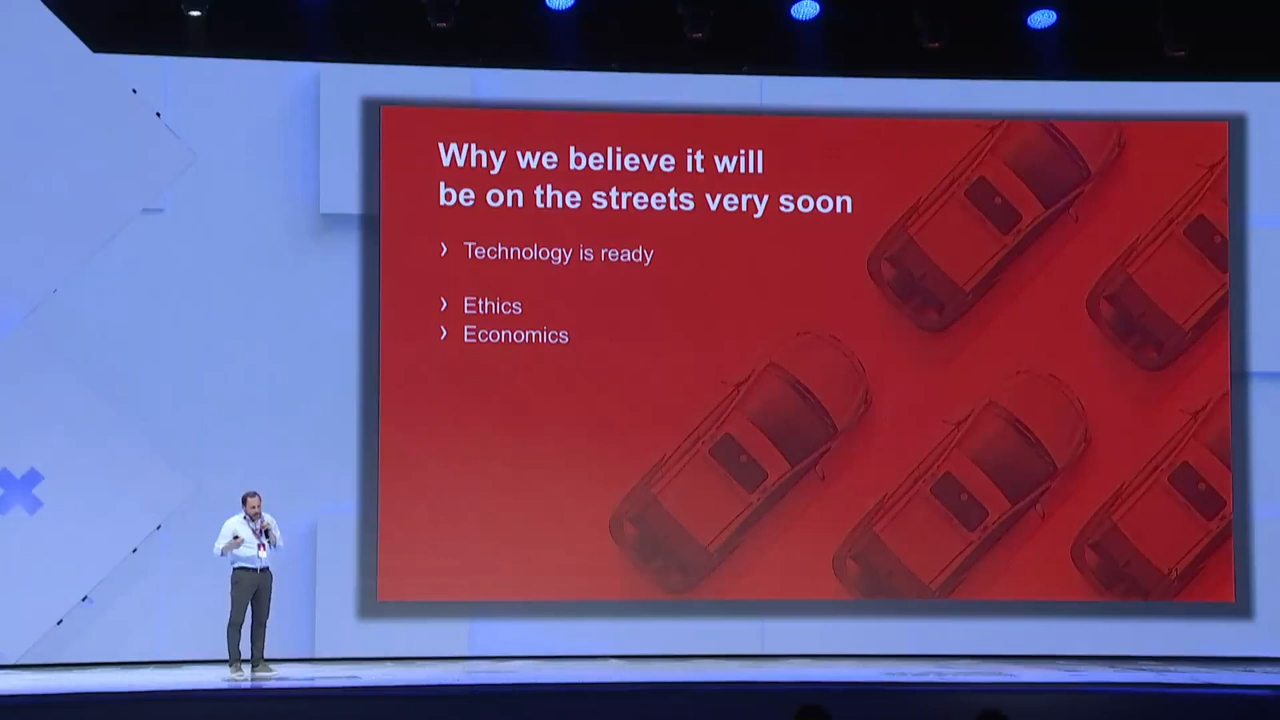 Why we believe it will
be on the streets very soon
› Technology is ready
› Ethics
› Economics